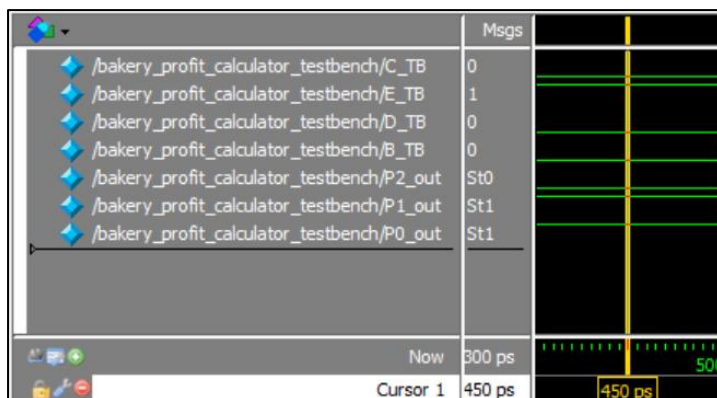 Msgs
/bakery_profit_calculator_testbench/C_TB 0
/bakery_profit_calculator_testbench/E_TB 1
/bakery_profit_calculator_testbench/D_TB 0
/bakery_profit_calculator_testbench/B_TB 0
/bakery_profit_calculator_testbench/P2_out St0
/bakery_profit_calculator_testbench/P1_out St1
/bakery_profit_calculator_testbench/P0_out St1
Now 300 ps 500
Cursor 1 450 ps 450 ps